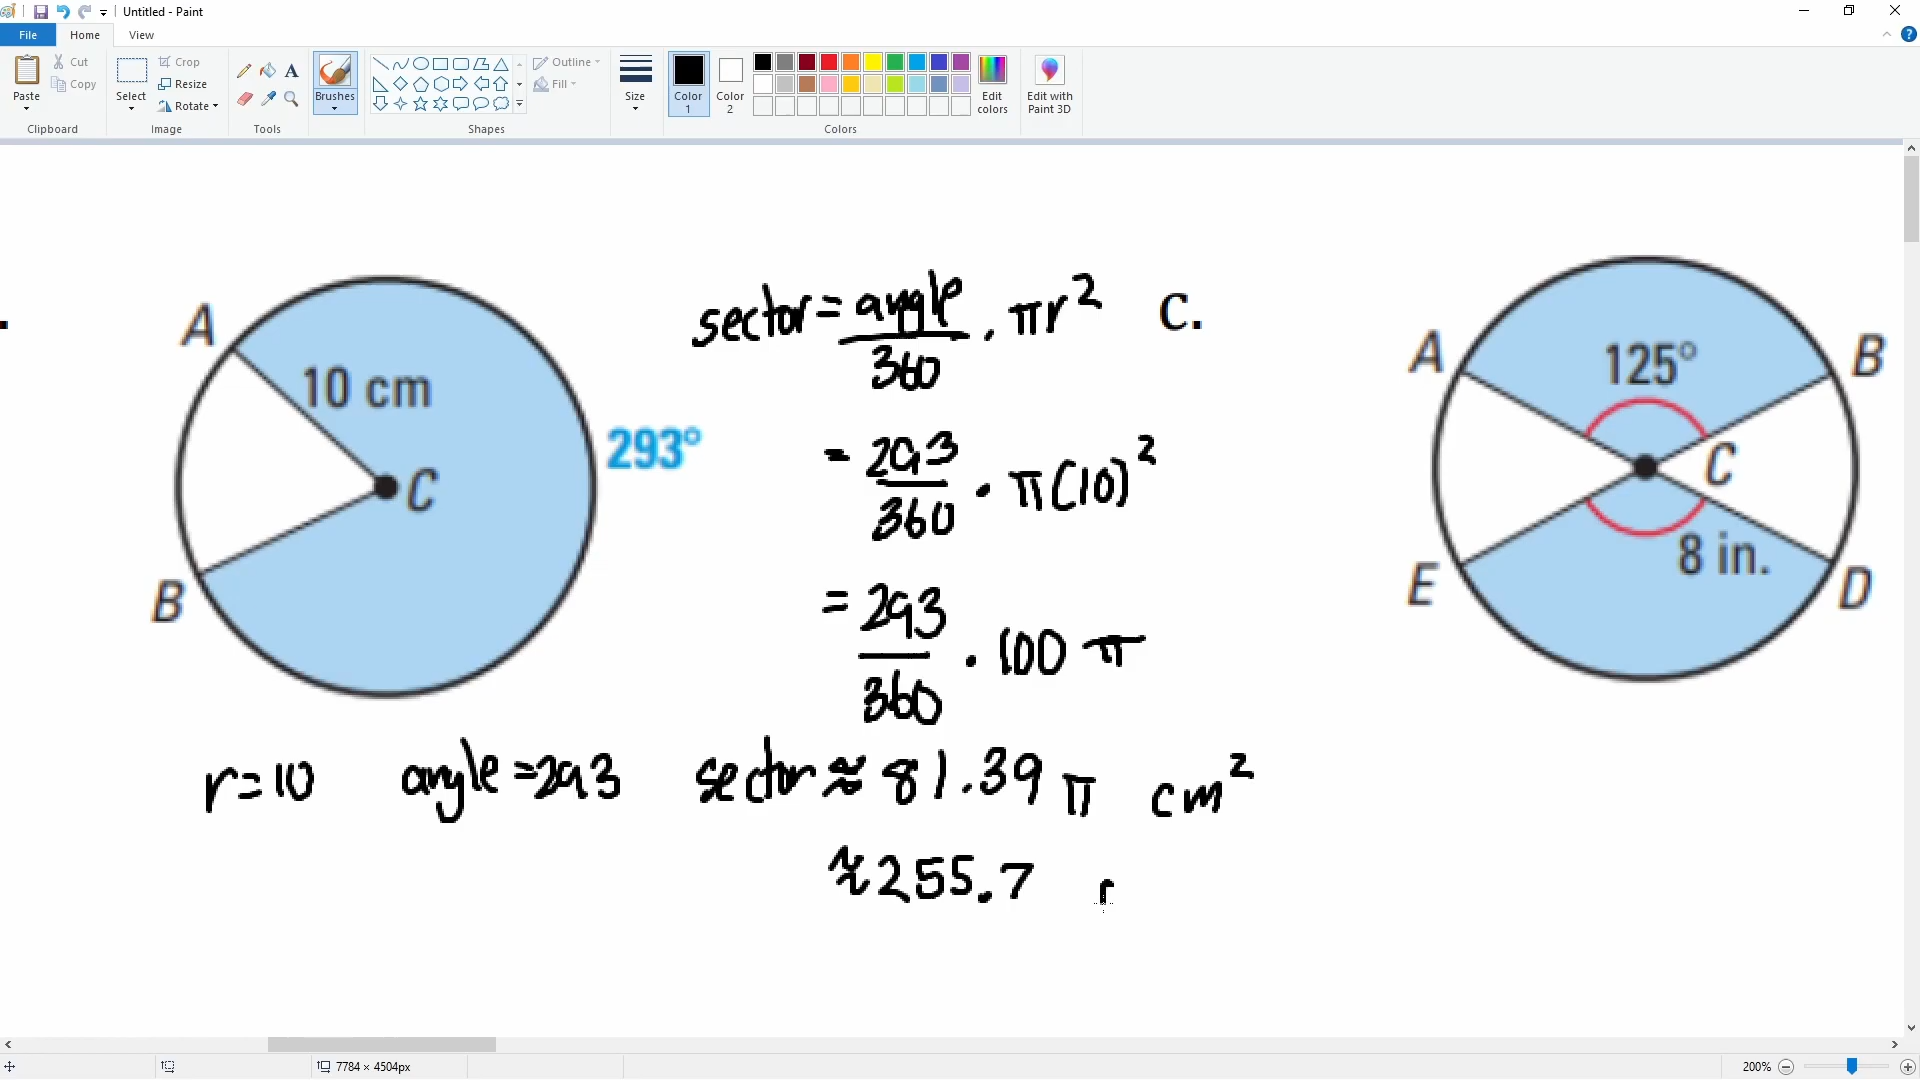 Untitled - Paint
File Home View
Paste Cut Copy Clipboard
Select Crop Resize Rotate Image
A Tools
Brushes
Shapes Outline Fill
Size
Color 1 Color 2 Edit colors Colors
Edit with Paint 3D
A 10 cm C B 293°
r=10 angle=293
sector = angle/360 . πr²
= 293/360 · π(10)²
= 293/360 · 100 π
sector ≈ 81.39 π cm²
≈ 255.7
C.
A 125° B
C
E 8 in. D
7784 × 4504px
200%